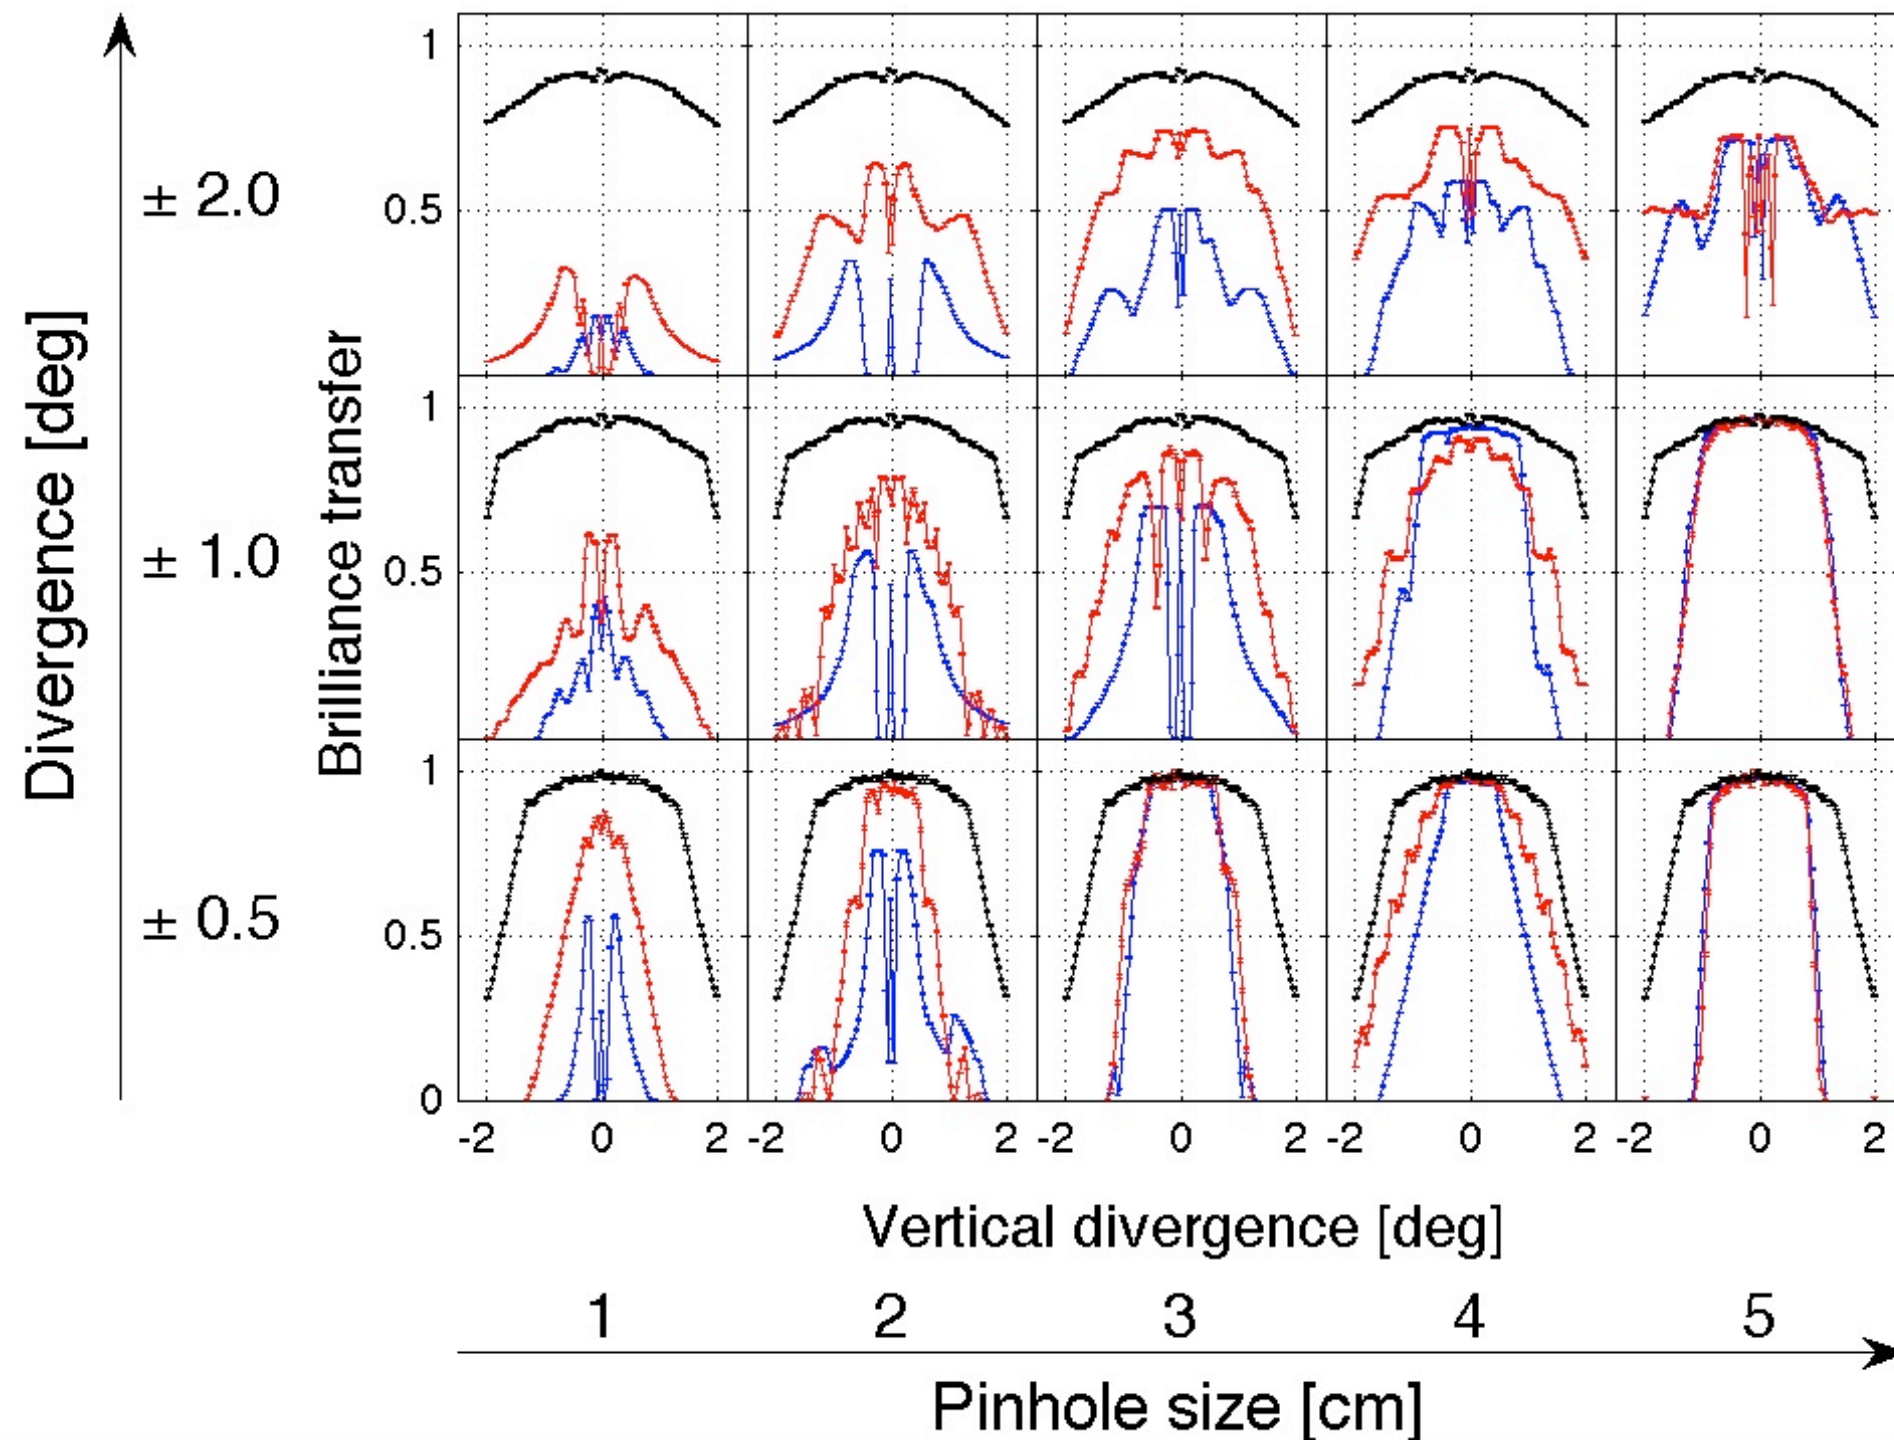 Divergence [deg]
± 2.0
± 1.0
± 0.5
Brilliance transfer
1
0.5
1
0.5
1
0.5
0
-2 0 2 -2 0 2 -2 0 2 -2 0 2 -2 0 2
Vertical divergence [deg]
1 2 3 4 5
Pinhole size [cm]